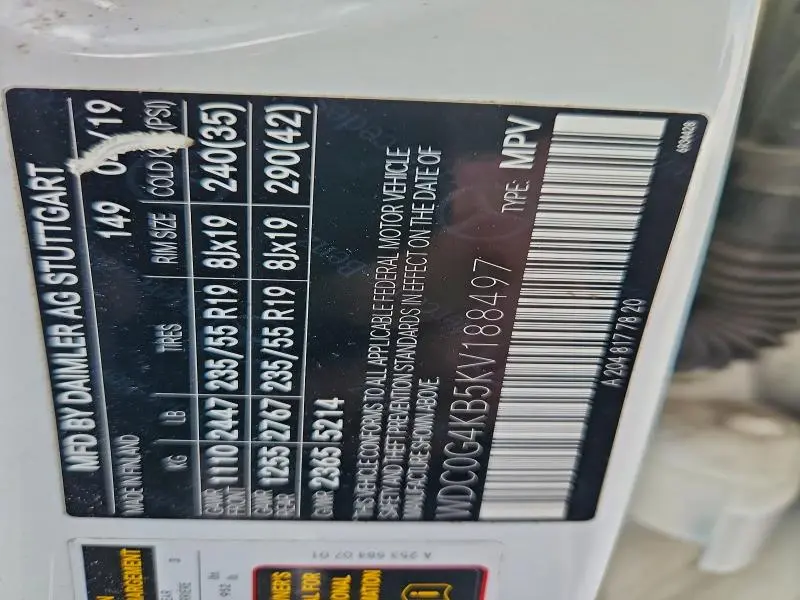 MFD BY DAIMLER AG STUTTGART
MADE IN FINLAND 149 /19
KG LB TIRES RIM SIZE COLD (PSI)
GAWR FRONT 1110 2447 235/55 R19 8Jx19 240(35)
GAWR REAR 1255 2767 235/55 R19 8Jx19 290(42)
GVWR 2365 5214
THIS VEHICLE CONFORMS TO ALL APPLICABLE FEDERAL MOTOR VEHICLE
SAFETY AND THEFT PREVENTION STANDARDS IN EFFECT ON THE DATE OF
MANUFACTURE SHOWN ABOVE
WDC0G4KB5KV188497 TYPE: MPV
A 204 817 78 20
6934428
A 253 584 07 01